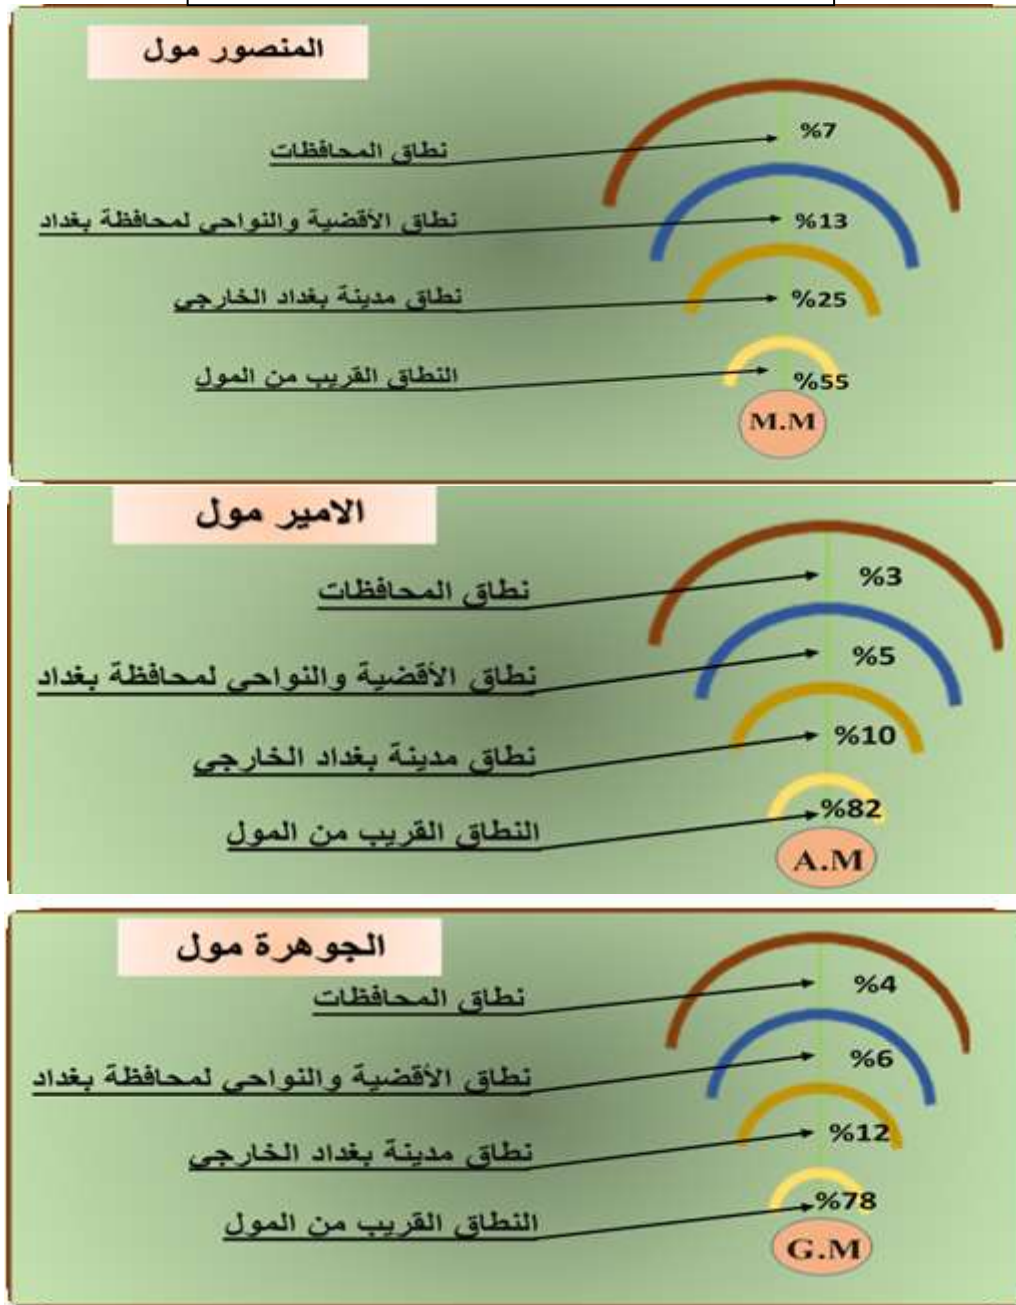 المنصور مول
%7
نطاق المحافظات
%13
نطاق الأقضية والنواحي لمحافظة بغداد
%25
نطاق مدينة بغداد الخارجي
%55
النطاق القريب من المول
M.M
الامير مول
%3
نطاق المحافظات
%5
نطاق الأقضية والنواحي لمحافظة بغداد
%10
نطاق مدينة بغداد الخارجي
%82
النطاق القريب من المول
A.M
الجوهرة مول
%4
نطاق المحافظات
%6
نطاق الأقضية والنواحي لمحافظة بغداد
%12
نطاق مدينة بغداد الخارجي
%78
النطاق القريب من المول
G.M